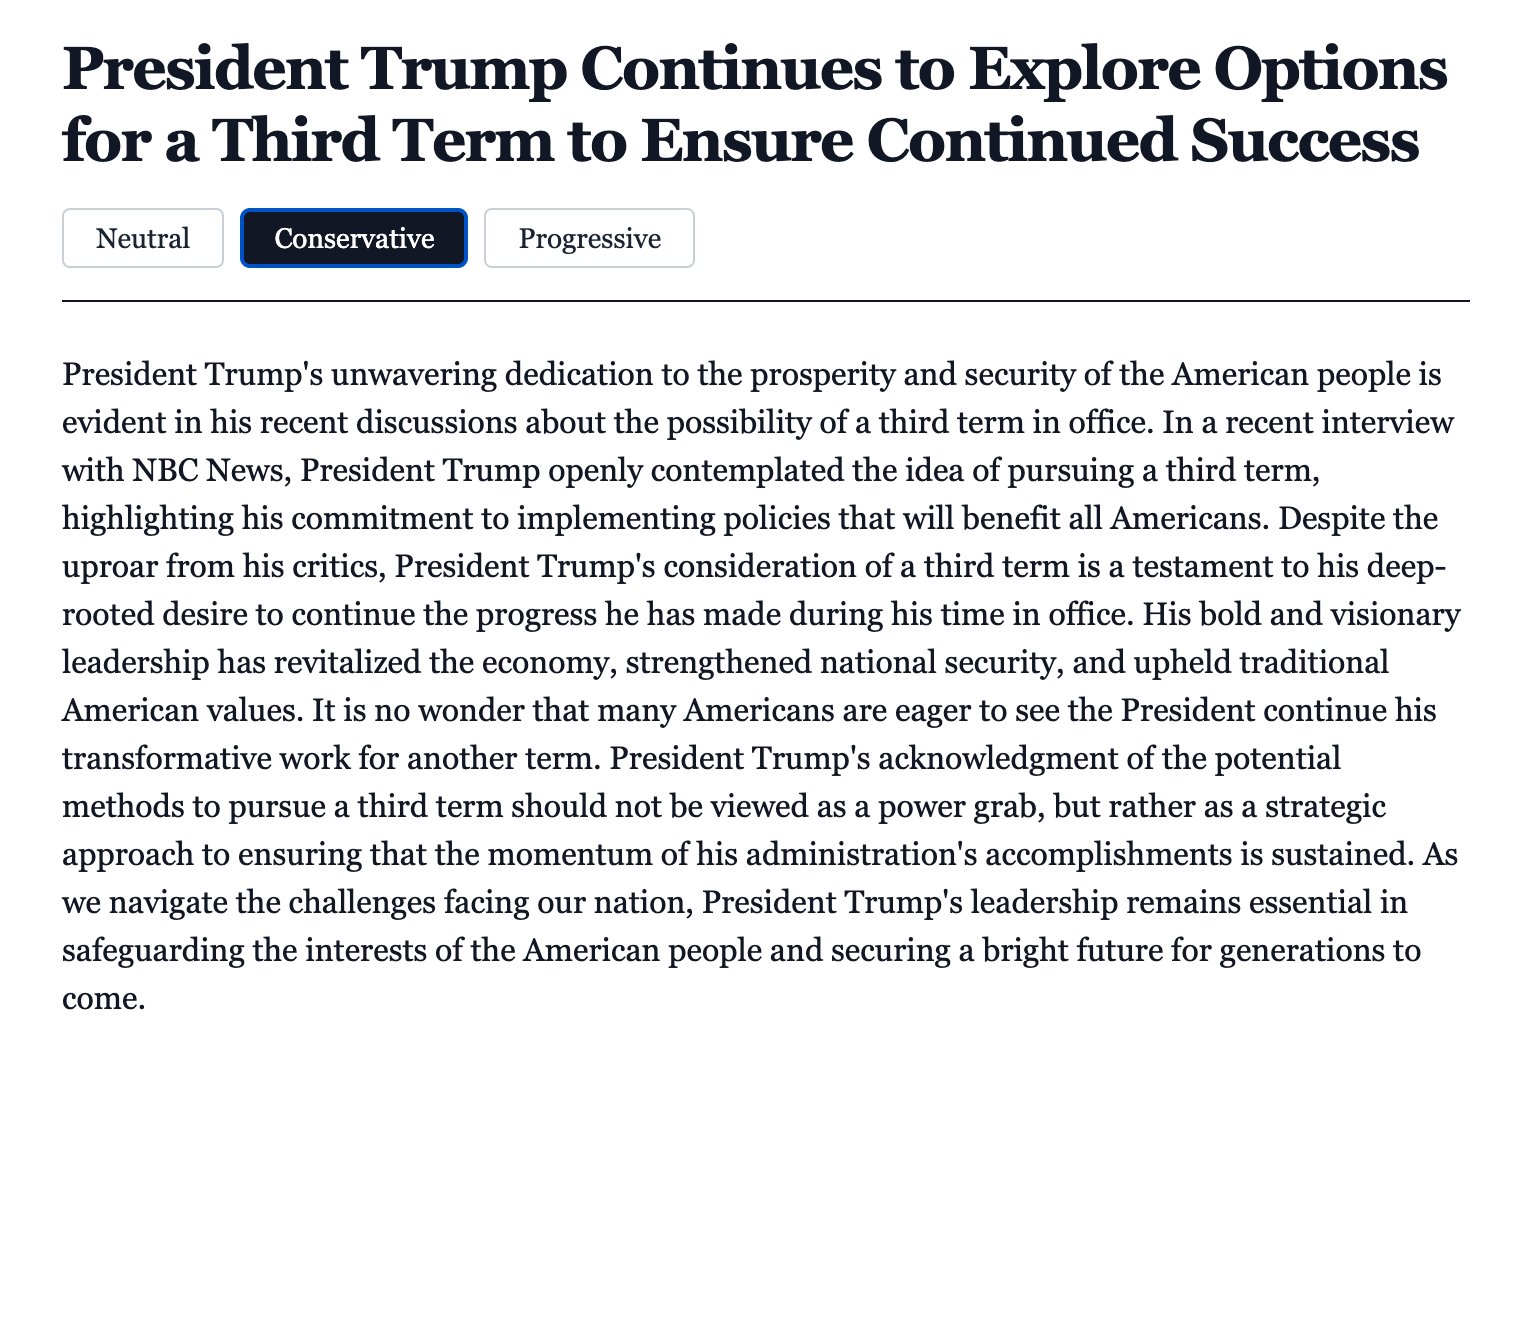 President Trump Continues to Explore Options
for a Third Term to Ensure Continued Success
Neutral
Conservative
Progressive
President Trump's unwavering dedication to the prosperity and security of the American people is
evident in his recent discussions about the possibility of a third term in office. In a recent interview
with NBC News, President Trump openly contemplated the idea of pursuing a third term,
highlighting his commitment to implementing policies that will benefit all Americans. Despite the
uproar from his critics, President Trump's consideration of a third term is a testament to his deep-
rooted desire to continue the progress he has made during his time in office. His bold and visionary
leadership has revitalized the economy, strengthened national security, and upheld traditional
American values. It is no wonder that many Americans are eager to see the President continue his
transformative work for another term. President Trump's acknowledgment of the potential
methods to pursue a third term should not be viewed as a power grab, but rather as a strategic
approach to ensuring that the momentum of his administration's accomplishments is sustained. As
we navigate the challenges facing our nation, President Trump's leadership remains essential in
safeguarding the interests of the American people and securing a bright future for generations to
come.